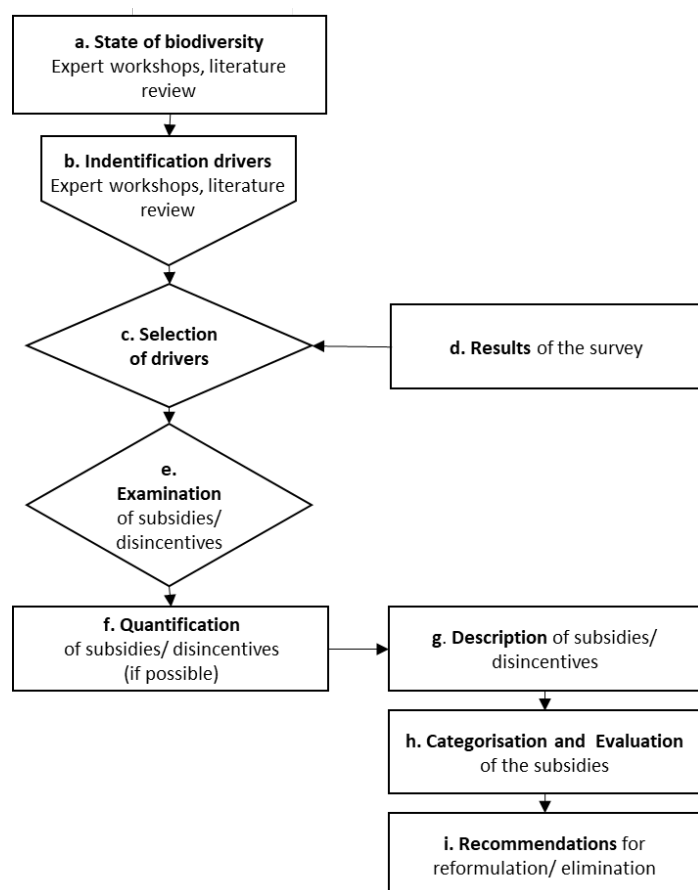 a. State of biodiversity
Expert workshops, literature
review
b. Indentification drivers
Expert workshops, literature
review
c. Selection
of drivers
d. Results of the survey
e.
Examination
of subsidies/
disincentives
f. Quantification
of subsidies/ disincentives
(if possible)
g. Description of subsidies/
disincentives
h. Categorisation and Evaluation
of the subsidies
i. Recommendations for
reformulation/ elimination